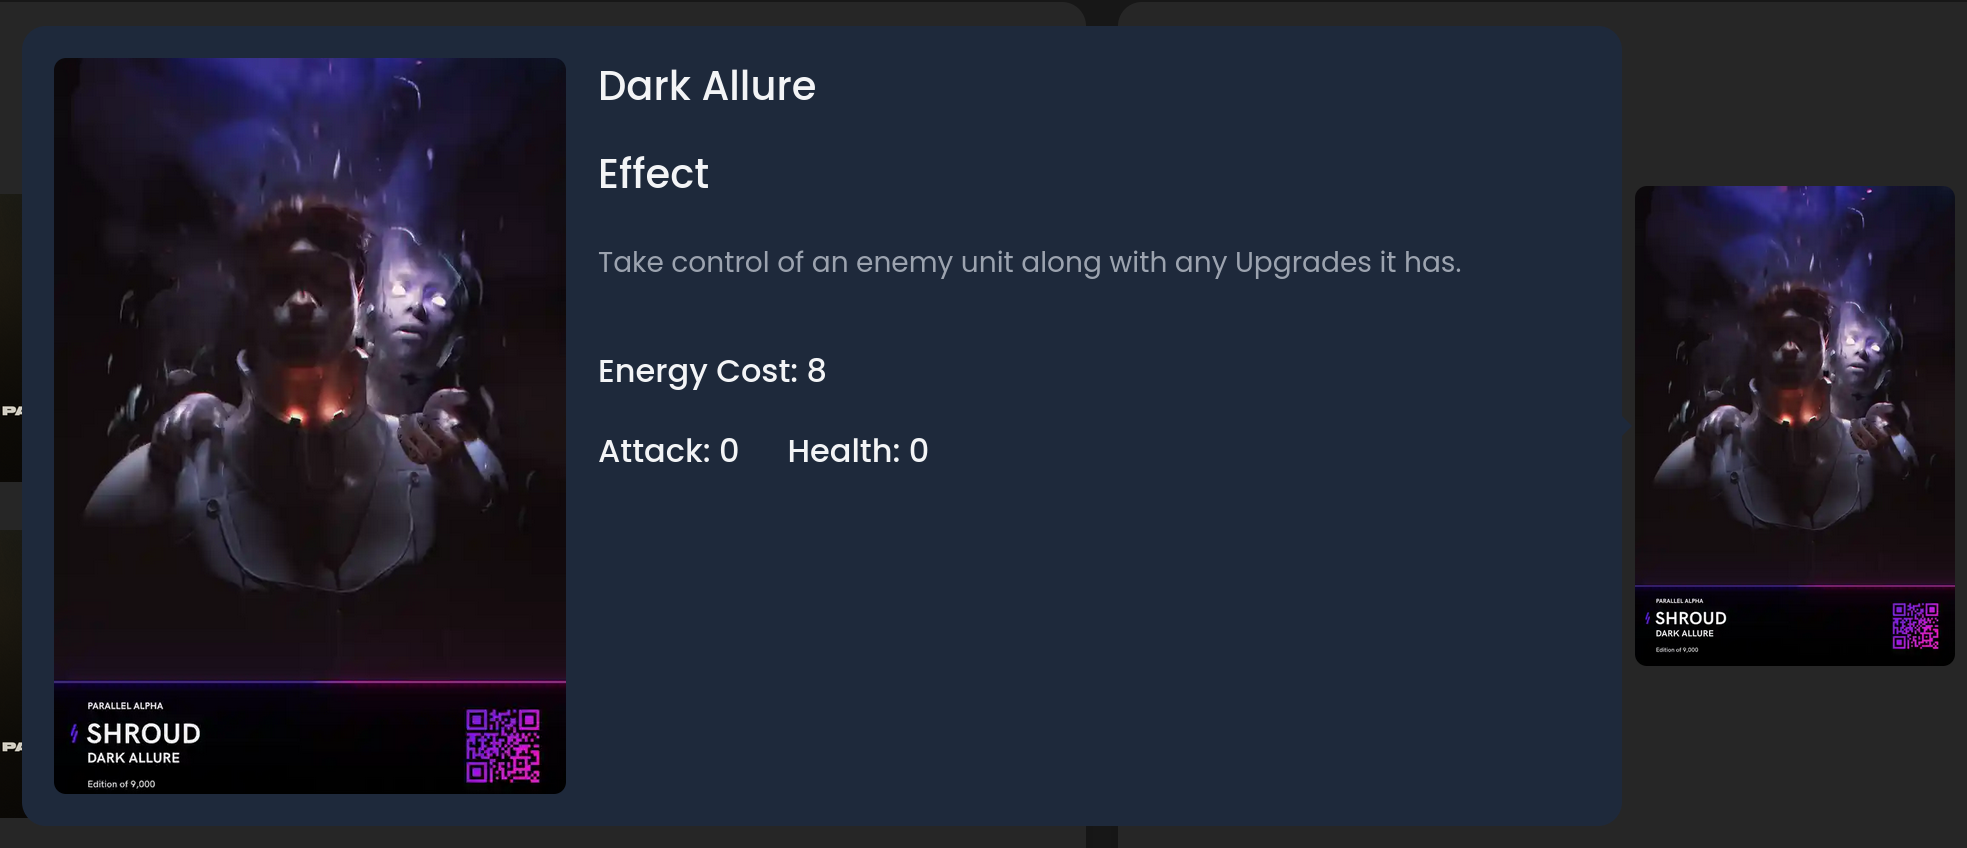 Dark Allure
Effect
Take control of an enemy unit along with any Upgrades it has.
Energy Cost: 8
Attack: 0 Health: 0
PARALLEL ALPHA
SHROUD
DARK ALLURE
Edition of 9,000
PARALLEL ALPHA
SHROUD
DARK ALLURE
Edition of 9,000
PA
PA